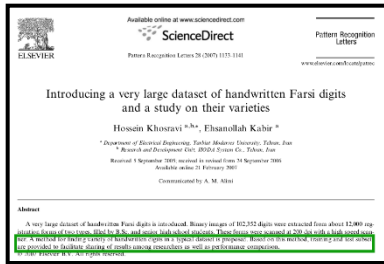 Available online at www.sciencedirect.com
ScienceDirect
ELSEVIER
Pattern Recognition Letters 28 (2007) 1133–1141
Pattern Recognition
Letters
www.elsevier.com/locate/patrec
Introducing a very large dataset of handwritten Farsi digits
and a study on their varieties
Hossein Khosravi a,b,*, Ehsanollah Kabir a
a Department of Electrical Engineering, Tarbiat Modarres University, Tehran, Iran
b Research and Development Unit, Tehran, Iran
Received 3 September 2005; received in revised form 24 September 2006
Available online 21 February 2007
Communicated by A. M. Alimi
Abstract
A very large dataset of handwritten Farsi digits is introduced. Binary images of 102,352 digits were extracted from about 12,000 reg-
istration forms of two types, filled by B.Sc. and senior high school students. These forms were scanned at 200 dpi with a high speed scan-
ner. A method for finding variety of handwritten digits in a typical dataset is proposed. Based on this method, training and test subsets
are provided to facilitate sharing of results among researchers as well as performance comparison.
© 2007 Elsevier B.V. All rights reserved.